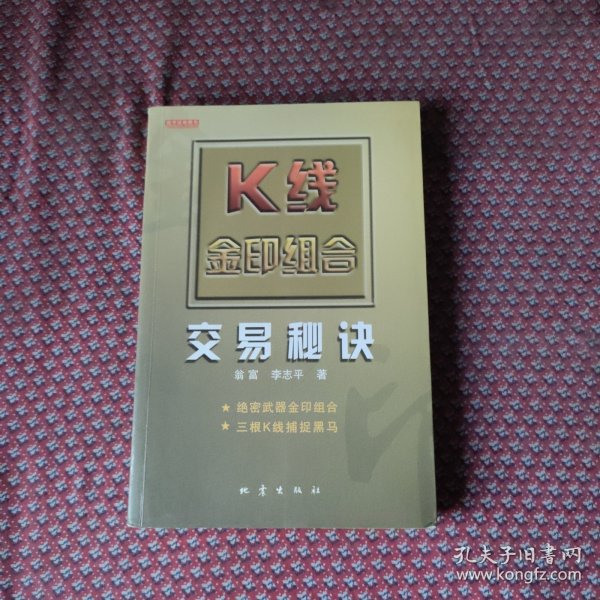 K线
金印组合
交易秘诀
翁富 李志平 著
★ 绝密武器金印组合
★ 三根K线捕捉黑马
地震出版社
孔夫子旧书网
www.kongfz.com